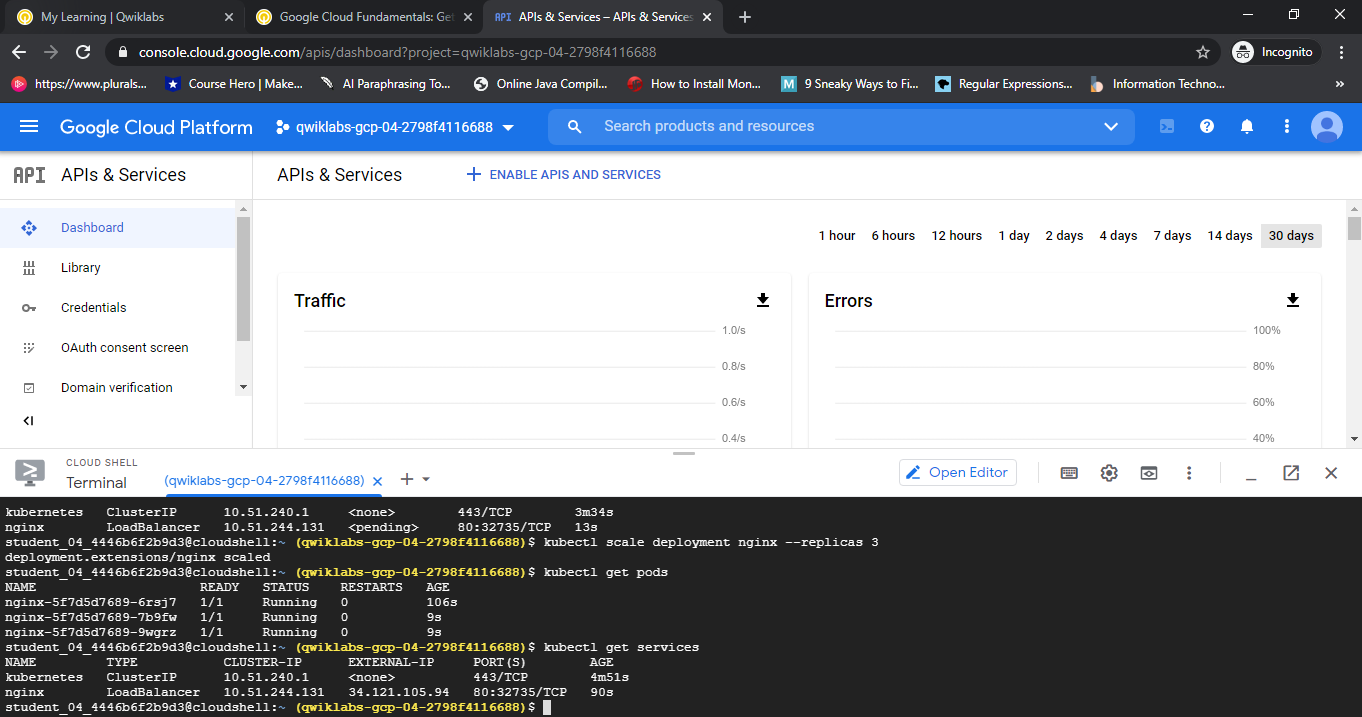 My Learning | Qwiklabs
Google Cloud Fundamentals: Get
API APIs & Services – APIs & Services
console.cloud.google.com/apis/dashboard?project=qwiklabs-gcp-04-2798f4116688
Incognito
https://www.plurals...
Course Hero | Make...
AI Paraphrasing To...
Online Java Compil...
How to Install Mon...
M 9 Sneaky Ways to Fi...
Regular Expressions...
Information Techno...
»
Google Cloud Platform
qwiklabs-gcp-04-2798f4116688
Search products and resources
API APIs & Services
APIs & Services
+ ENABLE APIS AND SERVICES
Dashboard
Library
Credentials
OAuth consent screen
Domain verification
1 hour 6 hours 12 hours 1 day 2 days 4 days 7 days 14 days 30 days
Traffic
1.0/s
0.8/s
0.6/s
0.4/s
Errors
100%
80%
60%
40%
CLOUD SHELL
Terminal
(qwiklabs-gcp-04-2798f4116688)
Open Editor
kubernetes ClusterIP 10.51.240.1 <none> 443/TCP 3m34s
nginx LoadBalancer 10.51.244.131 <pending> 80:32735/TCP 13s
student_04_4446b6f2b9d3@cloudshell:~ (qwiklabs-gcp-04-2798f4116688)$ kubectl scale deployment nginx --replicas 3
deployment.extensions/nginx scaled
student_04_4446b6f2b9d3@cloudshell:~ (qwiklabs-gcp-04-2798f4116688)$ kubectl get pods
NAME READY STATUS RESTARTS AGE
nginx-5f7d5d7689-6rsj7 1/1 Running 0 106s
nginx-5f7d5d7689-7b9fw 1/1 Running 0 9s
nginx-5f7d5d7689-9wgrz 1/1 Running 0 9s
student_04_4446b6f2b9d3@cloudshell:~ (qwiklabs-gcp-04-2798f4116688)$ kubectl get services
NAME TYPE CLUSTER-IP EXTERNAL-IP PORT(S) AGE
kubernetes ClusterIP 10.51.240.1 <none> 443/TCP 4m51s
nginx LoadBalancer 10.51.244.131 34.121.105.94 80:32735/TCP 90s
student_04_4446b6f2b9d3@cloudshell:~ (qwiklabs-gcp-04-2798f4116688)$